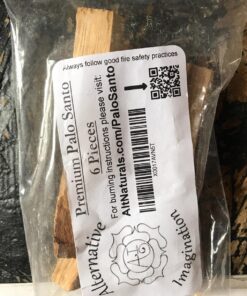 Always follow good fire safety practices
Premium Palo Santo
6 Pieces
For burning instructions please visit:
AltNaturals.com/PaloSanto
Alternative
Imagination